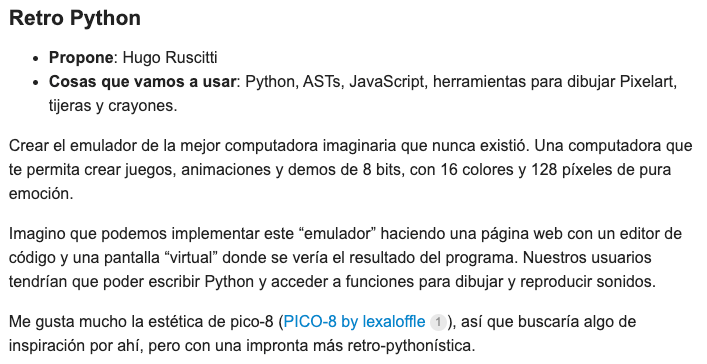 Retro Python
• Propone: Hugo Ruscitti
• Cosas que vamos a usar: Python, ASTs, JavaScript, herramientas para dibujar Pixelart,
tijeras y crayones.
Crear el emulador de la mejor computadora imaginaria que nunca existió. Una computadora que
te permita crear juegos, animaciones y demos de 8 bits, con 16 colores y 128 píxeles de pura
emoción.
Imagino que podemos implementar este “emulador” haciendo una página web con un editor de
código y una pantalla “virtual” donde se vería el resultado del programa. Nuestros usuarios
tendrían que poder escribir Python y acceder a funciones para dibujar y reproducir sonidos.
Me gusta mucho la estética de pico-8 (PICO-8 by lexaloffle 1), así que buscaría algo de
inspiración por ahí, pero con una impronta más retro-pythonística.